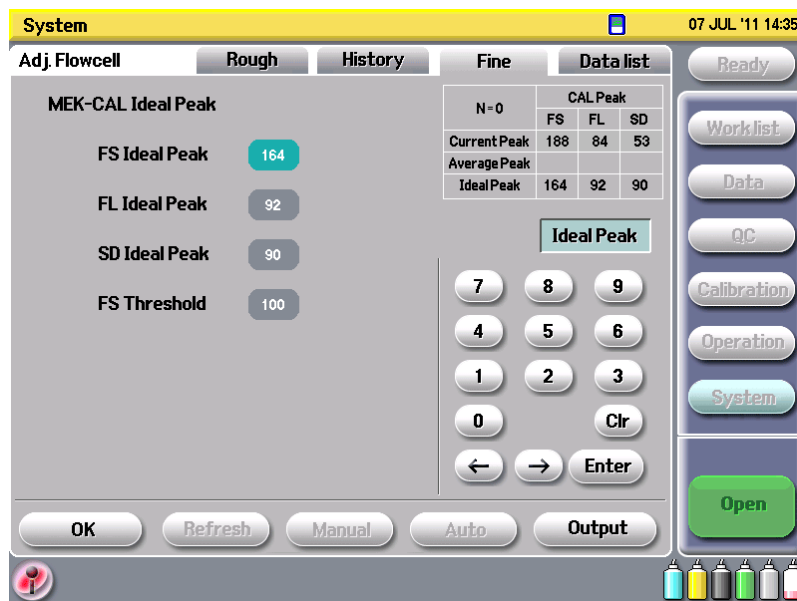 System
07 JUL '11 14:35
Adj. Flowcell
Rough
History
Fine
Data list
Ready
MEK-CAL Ideal Peak
N=0
CAL Peak
FS FL SD
Current Peak 188 84 53
Average Peak
Ideal Peak 164 92 90
FS Ideal Peak 164
FL Ideal Peak 92
SD Ideal Peak 90
FS Threshold 100
Ideal Peak
7 8 9
4 5 6
1 2 3
0 Clr
← → Enter
Work list
Data
QC
Calibration
Operation
System
Open
OK
Refresh
Manual
Auto
Output